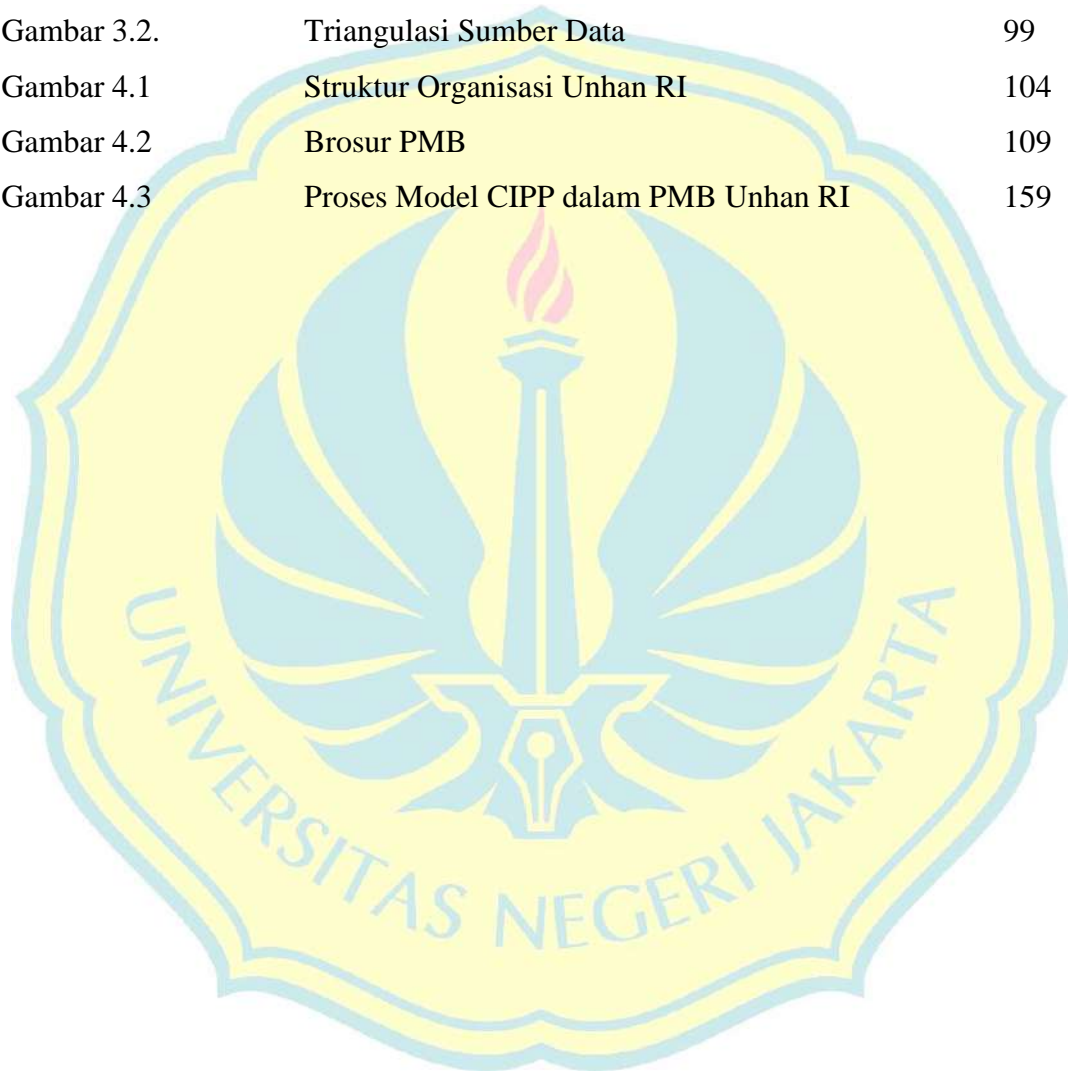 Gambar 3.2. Triangulasi Sumber Data 99
Gambar 4.1 Struktur Organisasi Unhan RI 104
Gambar 4.2 Brosur PMB 109
Gambar 4.3 Proses Model CIPP dalam PMB Unhan RI 159
UNIVERSITAS NEGERI JAKARTA